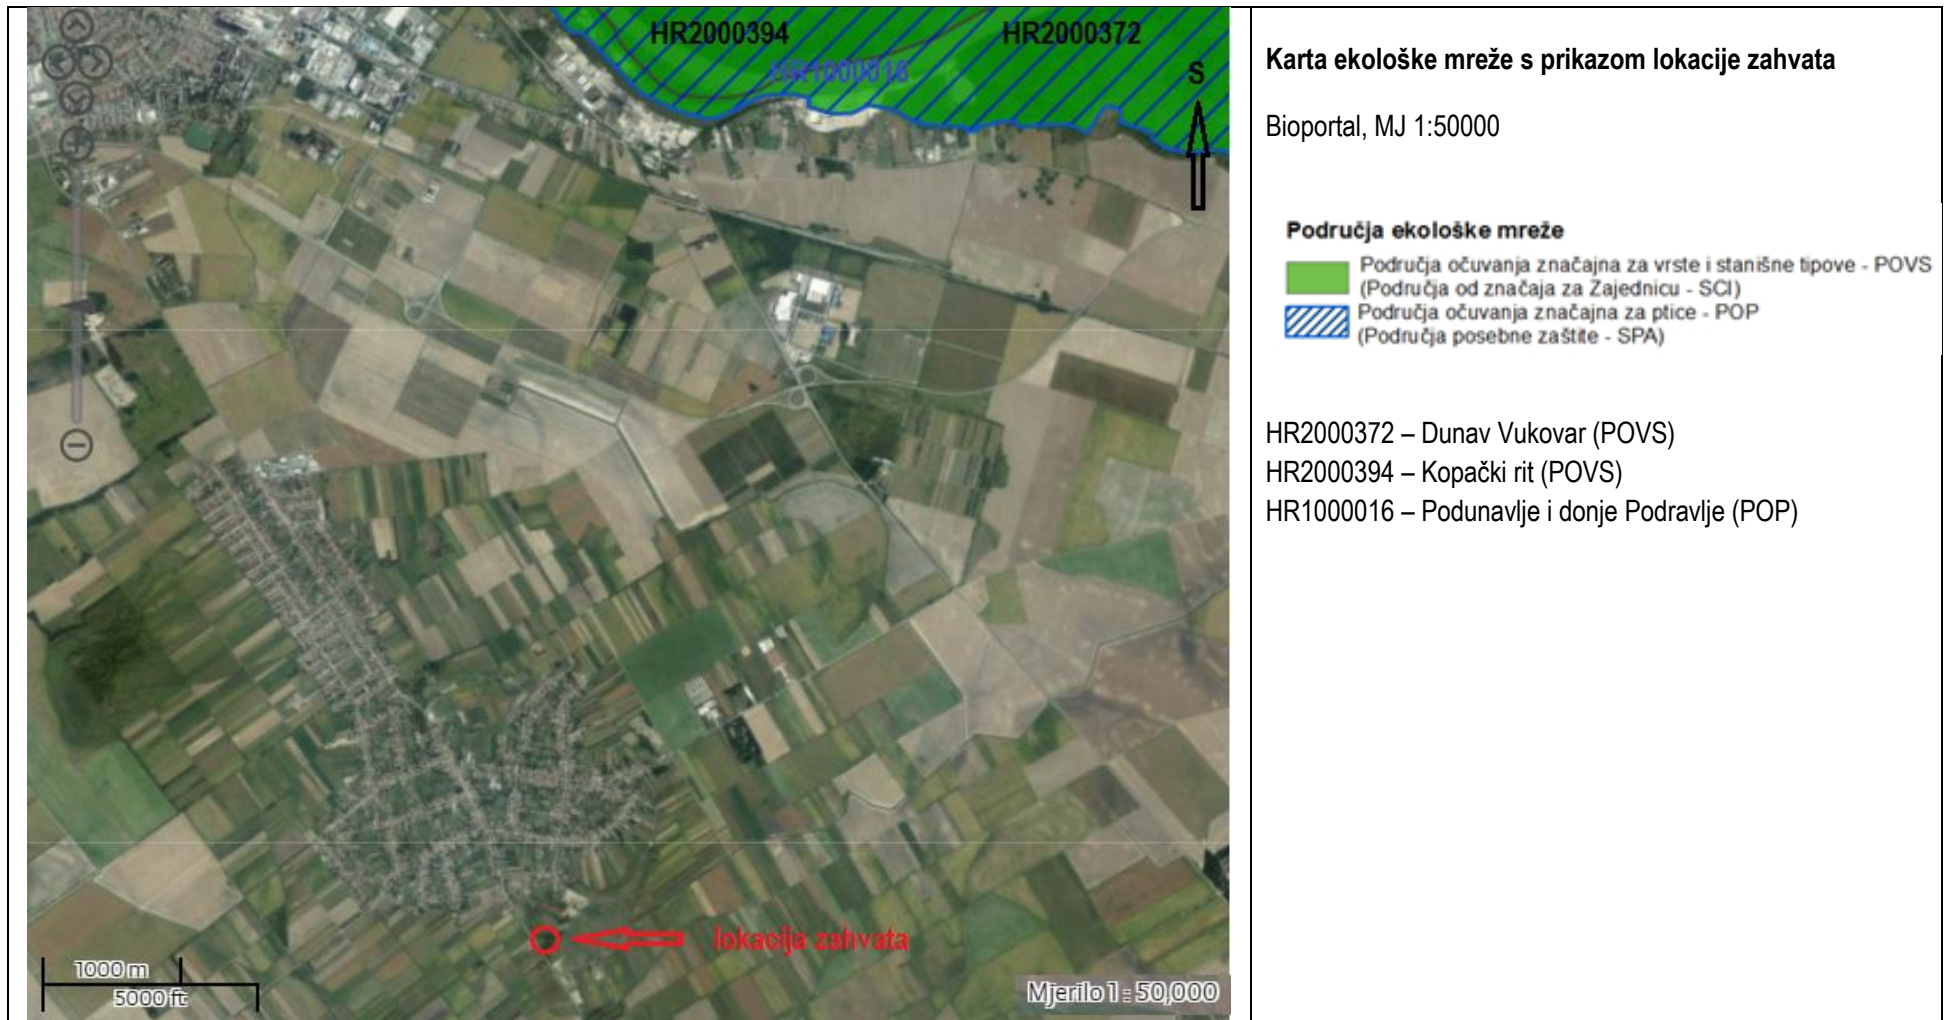 HR2000394
HR2000372
HR1000016
S
lokacija zahvata
1000 m
5000 ft
Mjerilo 1 : 50,000
Karta ekološke mreže s prikazom lokacije zahvata
Bioportal, MJ 1:50000
Područja ekološke mreže
Područja očuvanja značajna za vrste i stanišne tipove - POVS
(Područja od značaja za Zajednicu - SCI)
Područja očuvanja značajna za ptice - POP
(Područja posebne zaštite - SPA)
HR2000372 – Dunav Vukovar (POVS)
HR2000394 – Kopački rit (POVS)
HR1000016 – Podunavlje i donje Podravlje (POP)